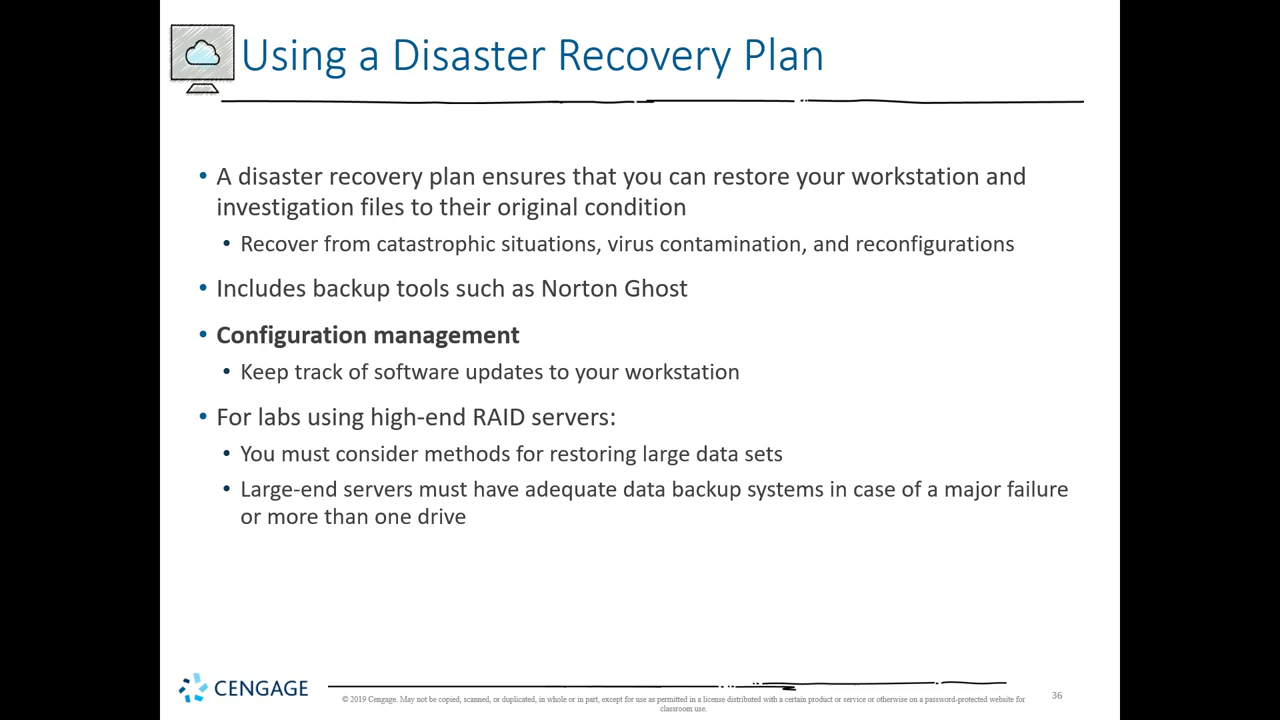 Using a Disaster Recovery Plan
• A disaster recovery plan ensures that you can restore your workstation and
investigation files to their original condition
• Recover from catastrophic situations, virus contamination, and reconfigurations
• Includes backup tools such as Norton Ghost
• Configuration management
• Keep track of software updates to your workstation
• For labs using high-end RAID servers:
• You must consider methods for restoring large data sets
• Large-end servers must have adequate data backup systems in case of a major failure
or more than one drive
CENGAGE
© 2019 Cengage. May not be copied, scanned, or duplicated, in whole or in part, except for use as permitted in a license distributed with a certain product or service or otherwise on a password-protected website for
classroom use.
36